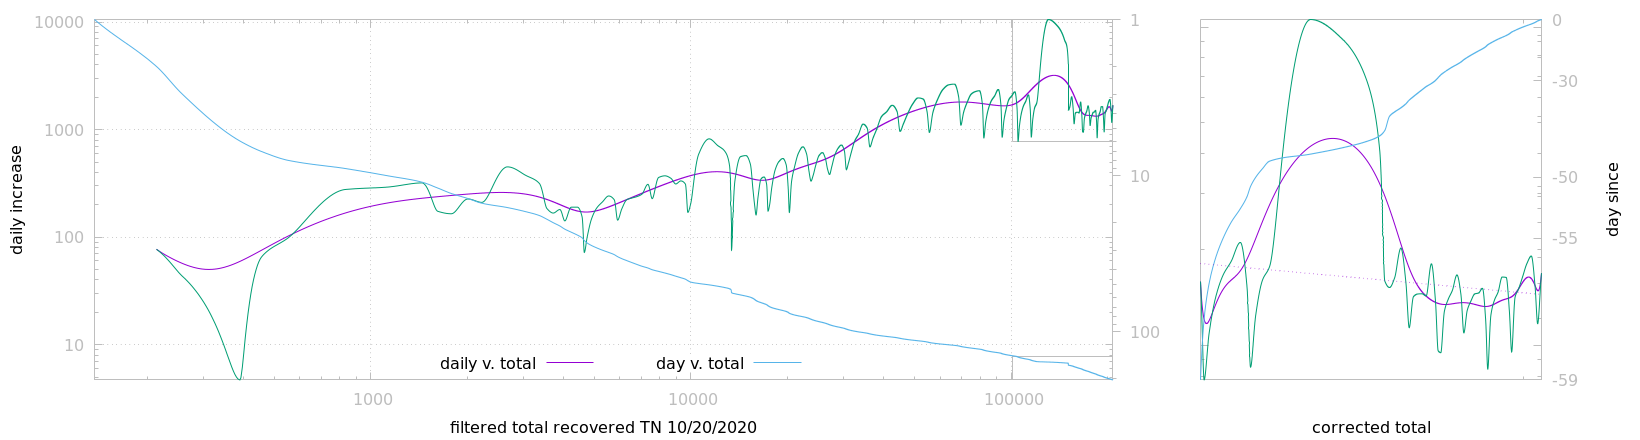 10000
1000
100
10
daily increase
1000
10000
100000
filtered total recovered TN 10/20/2020
daily v. total
day v. total
1
10
100
0
-30
-50
-55
-59
day since
corrected total